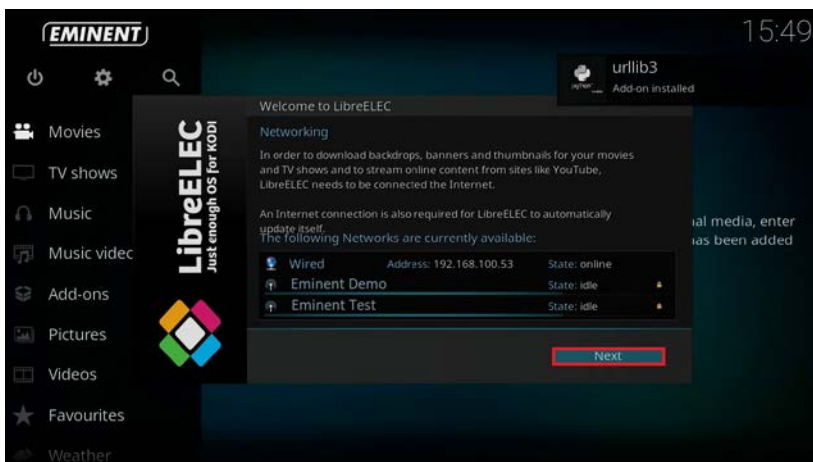 EMINENT
15:49
urllib3
Add-on installed
Welcome to LibreELEC
Networking
In order to download backdrops, banners and thumbnails for your movies
and TV shows and to stream online content from sites like YouTube,
LibreELEC needs to be connected the Internet.
An Internet connection is also required for LibreELEC to automatically
update itself.
The following Networks are currently available:
Wired Address: 192.168.100.53 State: online
Eminent Demo State: idle
Eminent Test State: idle
Next
LibreELEC
Just enough OS for KODI
Movies
TV shows
Music
Music videc
Add-ons
Pictures
Videos
Favourites
Weather
al media, enter
as been added